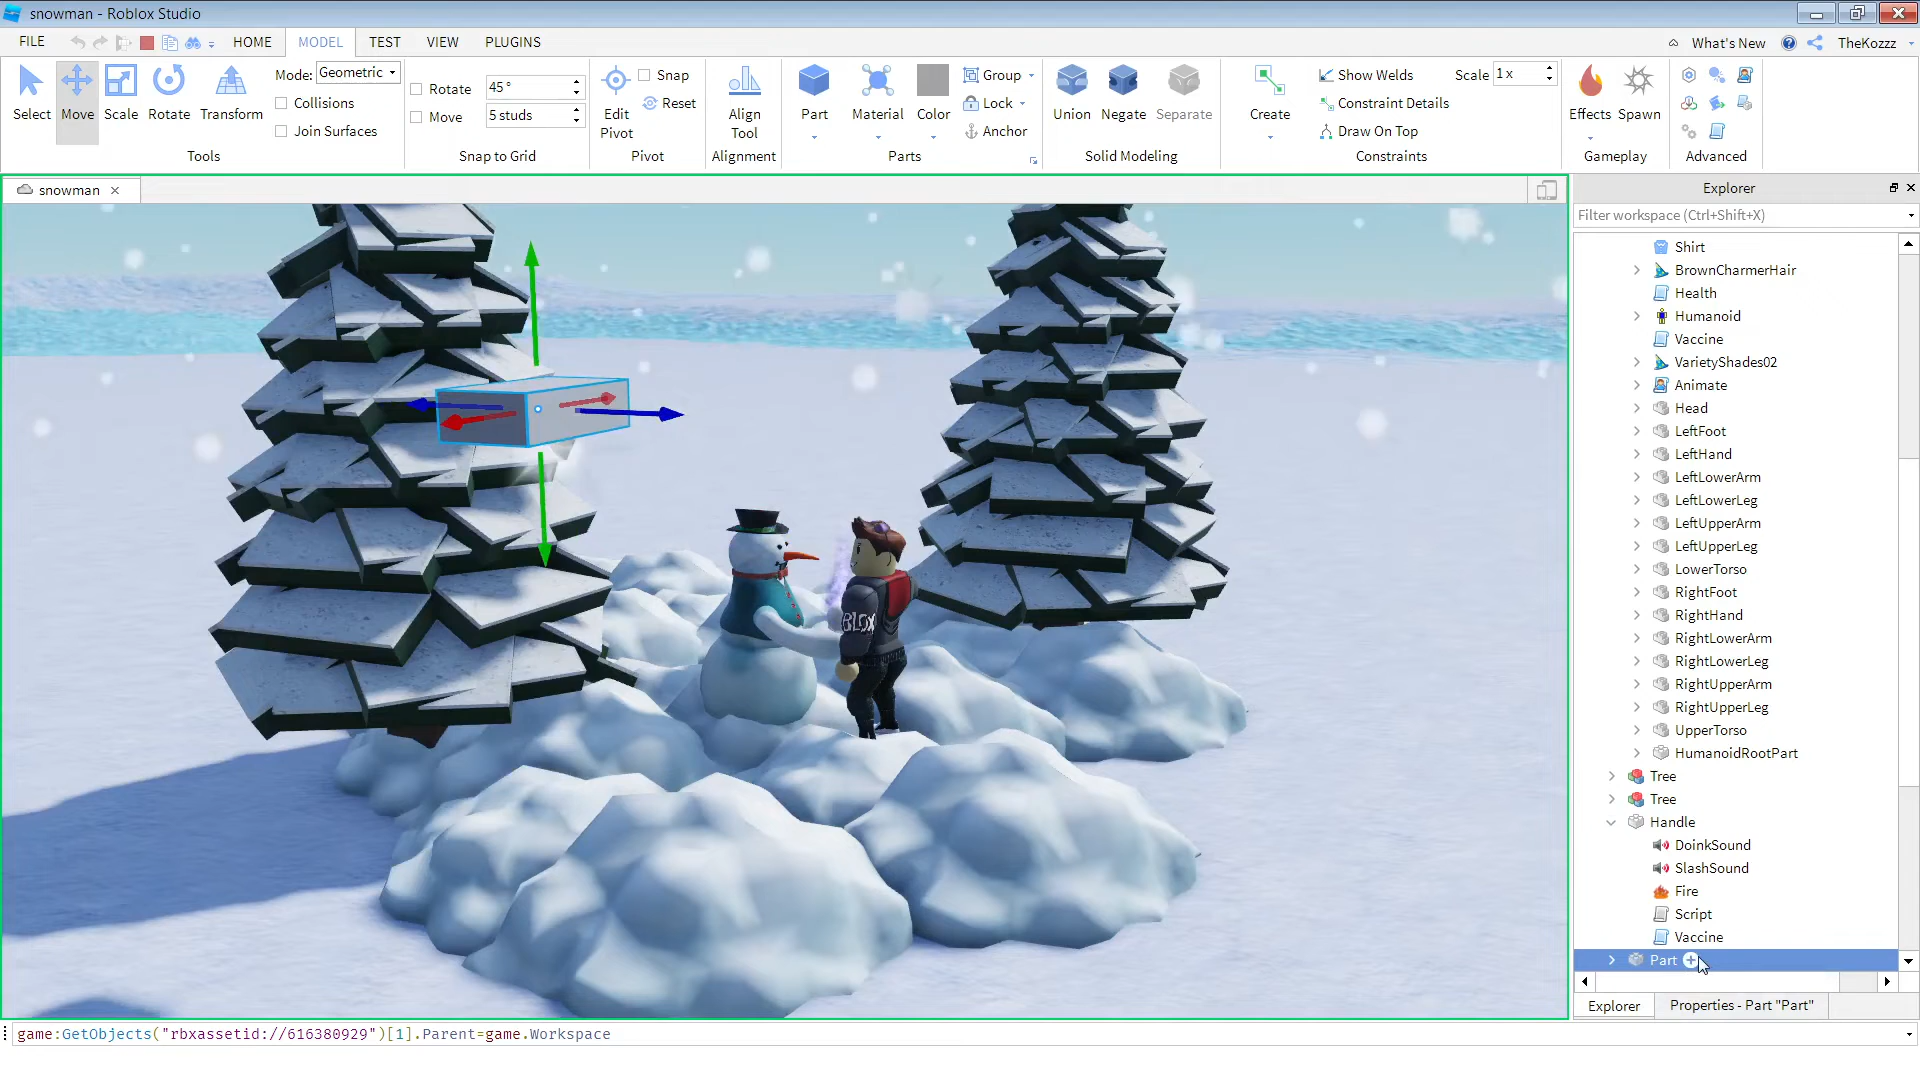 snowman - Roblox Studio
FILE
HOME
MODEL
TEST
VIEW
PLUGINS
What's New
TheKozzz
Select
Move
Scale
Rotate
Transform
Mode:
Geometric
Collisions
Join Surfaces
Tools
Rotate
45 °
Move
5 studs
Snap to Grid
Edit
Pivot
Snap
Reset
Pivot
Align
Tool
Alignment
Part
Material
Color
Group
Lock
Anchor
Parts
Union
Negate
Separate
Solid Modeling
Create
Show Welds
Scale
1 x
Constraint Details
Draw On Top
Constraints
Effects
Spawn
Gameplay
Advanced
snowman
Explorer
Filter workspace (Ctrl+Shift+X)
Shirt
BrownCharmerHair
Health
Humanoid
Vaccine
VarietyShades02
Animate
Head
LeftFoot
LeftHand
LeftLowerArm
LeftLowerLeg
LeftUpperArm
LeftUpperLeg
LowerTorso
RightFoot
RightHand
RightLowerArm
RightLowerLeg
RightUpperArm
RightUpperLeg
UpperTorso
HumanoidRootPart
Tree
Tree
Handle
DoinkSound
SlashSound
Fire
Script
Vaccine
Part
Explorer
Properties - Part "Part"
BLOX
game:GetObjects("rbxassetid://616380929")[1].Parent=game.Workspace